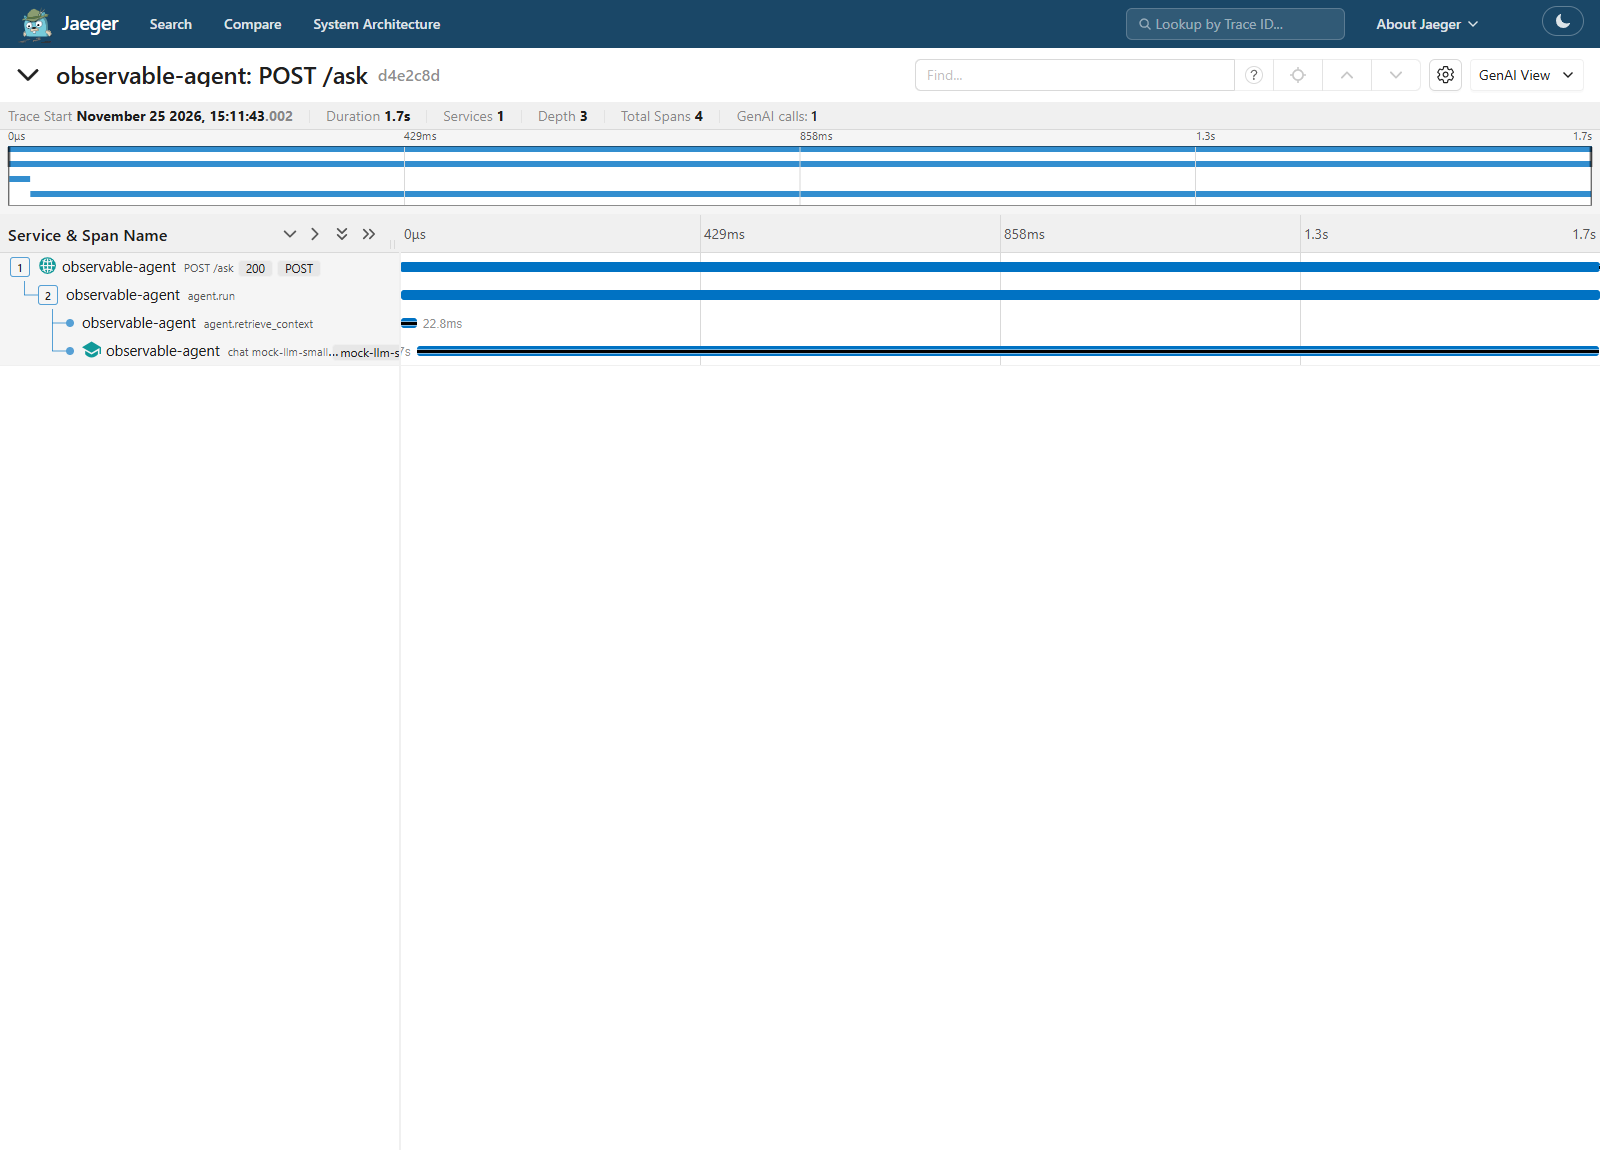 Jaeger Search Compare System Architecture Lookup by Trace ID... About Jaeger
observable-agent: POST /ask d4e2c8d Find... ? GenAI View
Trace Start November 25 2026, 15:11:43.002 Duration 1.7s Services 1 Depth 3 Total Spans 4 GenAI calls: 1
0μs 429ms 858ms 1.3s 1.7s
Service & Span Name 0μs 429ms 858ms 1.3s 1.7s
1 observable-agent POST /ask 200 POST
2 observable-agent agent.run
observable-agent agent.retrieve_context 22.8ms
observable-agent chat mock-llm-small... mock-llm-s 7s